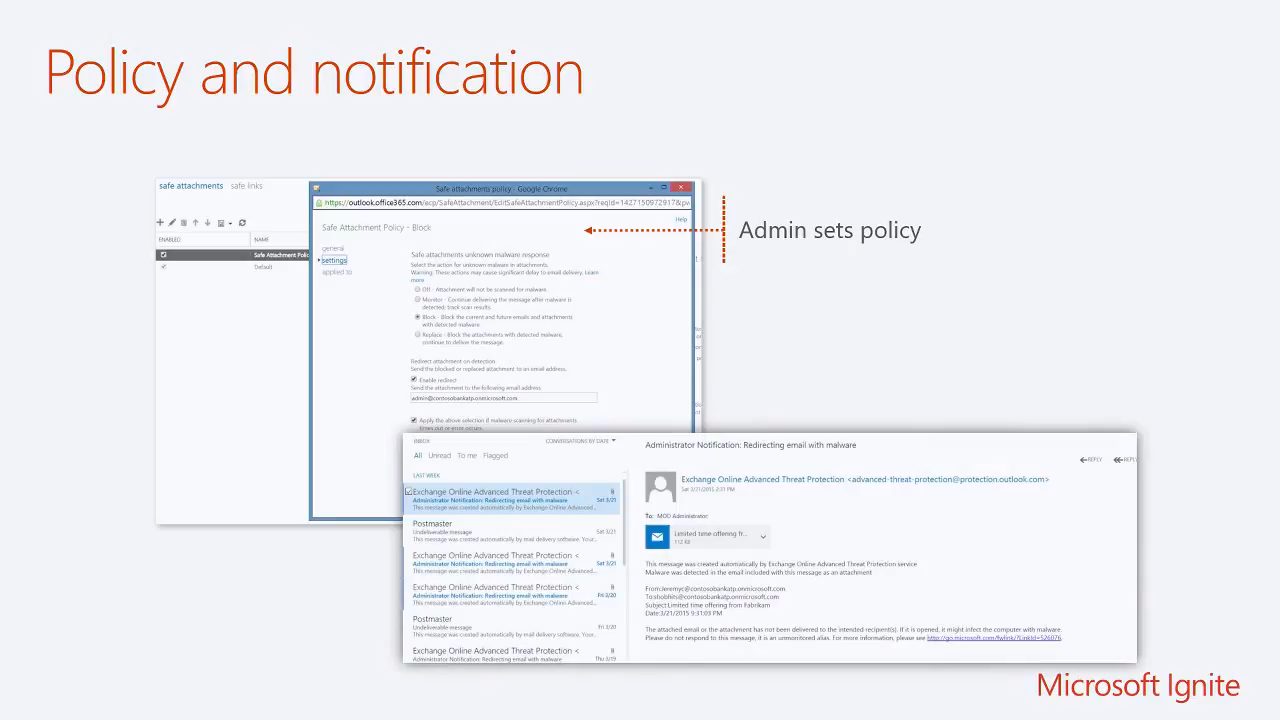 Policy and notification
safe attachments safe links
ENABLED NAME
Safe Attachment Polic
Default
Safe attachments policy - Google Chrome
https://outlook.office365.com/ecp/SafeAttachment/EditSafeAttachmentPolicy.aspx?reqid=1427150972917&pw
Help
Safe Attachment Policy - Block
general
settings
applied to
Safe attachments unknown malware response
Select the action for unknown malware in attachments.
Warning: These actions may cause significant delay to email delivery. Learn
more
Off - Attachment will not be scanned for malware.
Monitor - Continue delivering the message after malware is
detected; track scan results.
Block - Block the current and future emails and attachments
with detected malware
Replace - Block the attachments with detected malware,
continue to deliver the message.
Redirect attachment on detection
Send the blocked or replaced attachment to an email address.
Enable redirect
Send the attachment to the following email address.
admin@contosobankatp.onmicrosoft.com
Apply the above selection if malware scanning for attachments
times out or error occurs.
Admin sets policy
INBOX CONVERSATIONS BY DATE
All Unread To me Flagged
LAST WEEK
Exchange Online Advanced Threat Protection <
Administrator Notification: Redirecting email with malware Sat 3/21
This message was created automatically by Exchange Online Advanced...
Postmaster
Undeliverable message Sat 3/21
This message was created automatically by mail delivery software. Your...
Exchange Online Advanced Threat Protection <
Administrator Notification: Redirecting email with malware Sat 3/21
This message was created automatically by Exchange Online Advanced...
Exchange Online Advanced Threat Protection <
Administrator Notification: Redirecting email with malware Fri 3/20
This message was created automatically by Exchange Online Advanced...
Postmaster
Undeliverable message Fri 3/20
This message was created automatically by mail delivery software. Your...
Exchange Online Advanced Threat Protection <
Administrator Notification: Redirecting email with malware Thu 3/19
Administrator Notification: Redirecting email with malware
REPLY REPLY
Exchange Online Advanced Threat Protection <advanced-threat-protection@protection.outlook.com>
Sat 3/21/2015 2:31 PM
To: MOD Administrator
Limited time offering fr...
112 KB
This message was created automatically by Exchange Online Advanced Threat Protection service
Malware was detected in the email included with this message as an attachment
From:Jeremyc@contosobankatp.onmicrosoft.com
To:shobhits@contosobankatp.onmicrosoft.com
Subject:Limited time offering from Fabrikam
Date:3/21/2015 9:31:03 PM
The attached email or the attachment has not been delivered to the intended recipient(s). If it is opened, it might infect the computer with malware.
Please do not respond to this message, it is an unmonitored alias. For more information, please see http://go.microsoft.com/fwlink/?LinkId=526076.
Microsoft Ignite